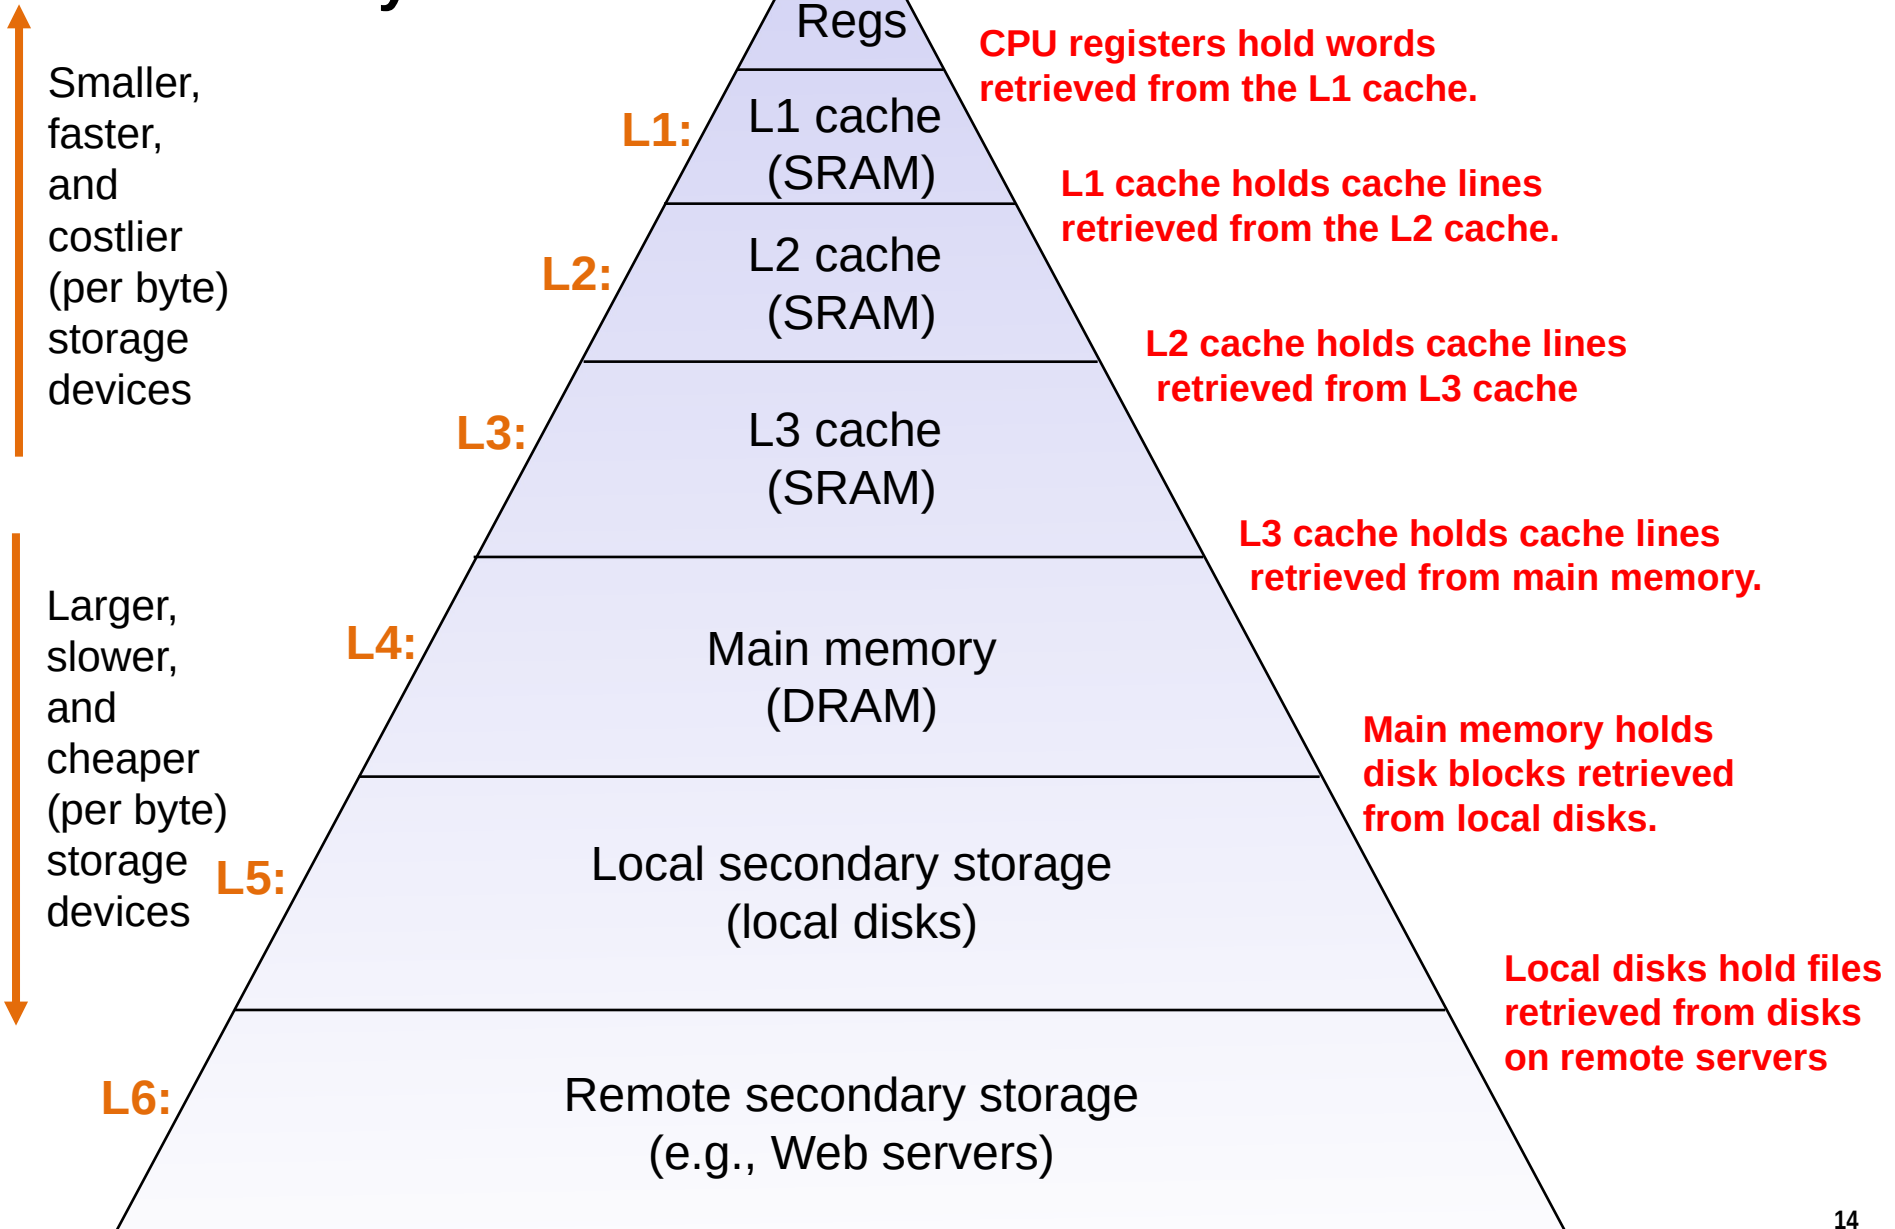 Regs
CPU registers hold words
retrieved from the L1 cache.
Smaller,
faster,
and
costlier
(per byte)
storage
devices
L1:
L1 cache
(SRAM)
L1 cache holds cache lines
retrieved from the L2 cache.
L2:
L2 cache
(SRAM)
L2 cache holds cache lines
retrieved from L3 cache
L3:
L3 cache
(SRAM)
L3 cache holds cache lines
retrieved from main memory.
Larger,
slower,
and
cheaper
(per byte)
storage
devices
L4:
Main memory
(DRAM)
Main memory holds
disk blocks retrieved
from local disks.
L5:
Local secondary storage
(local disks)
Local disks hold files
retrieved from disks
on remote servers
L6:
Remote secondary storage
(e.g., Web servers)
14